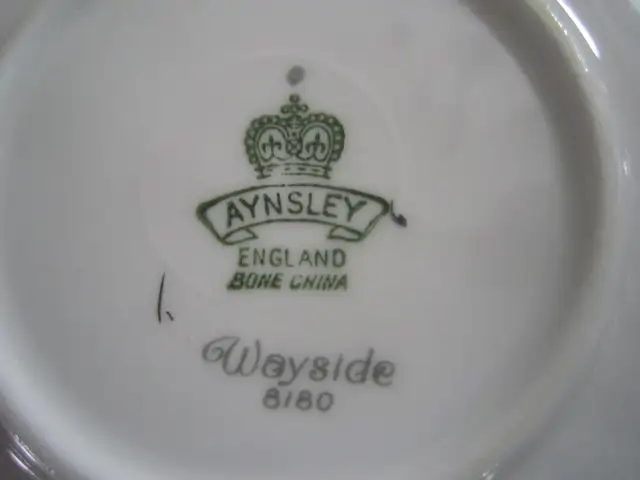 AYNSLEY
ENGLAND
BONE CHINA
Wayside
8180